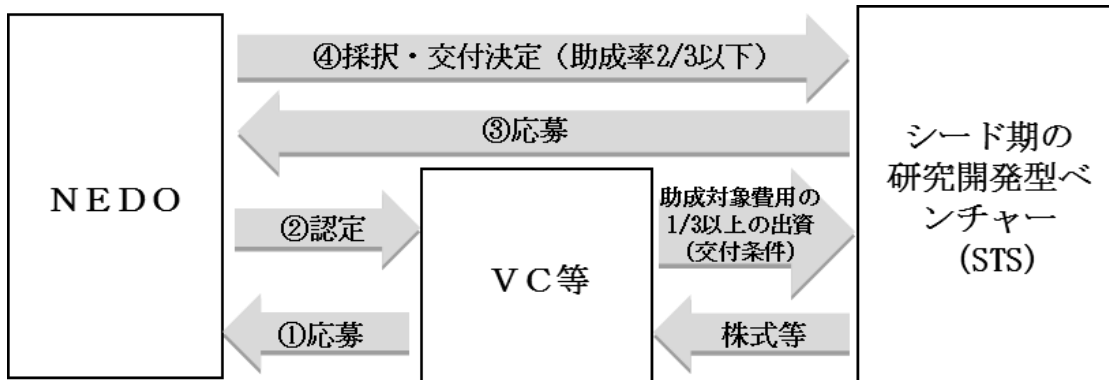 ④採択・交付決定（助成率2/3以下）
③応募
NEDO
②認定
①応募
VC等
助成対象費用の
1/3以上の出資
(交付条件)
株式等
シード期の
研究開発型ベ
ンチャー
(STS)